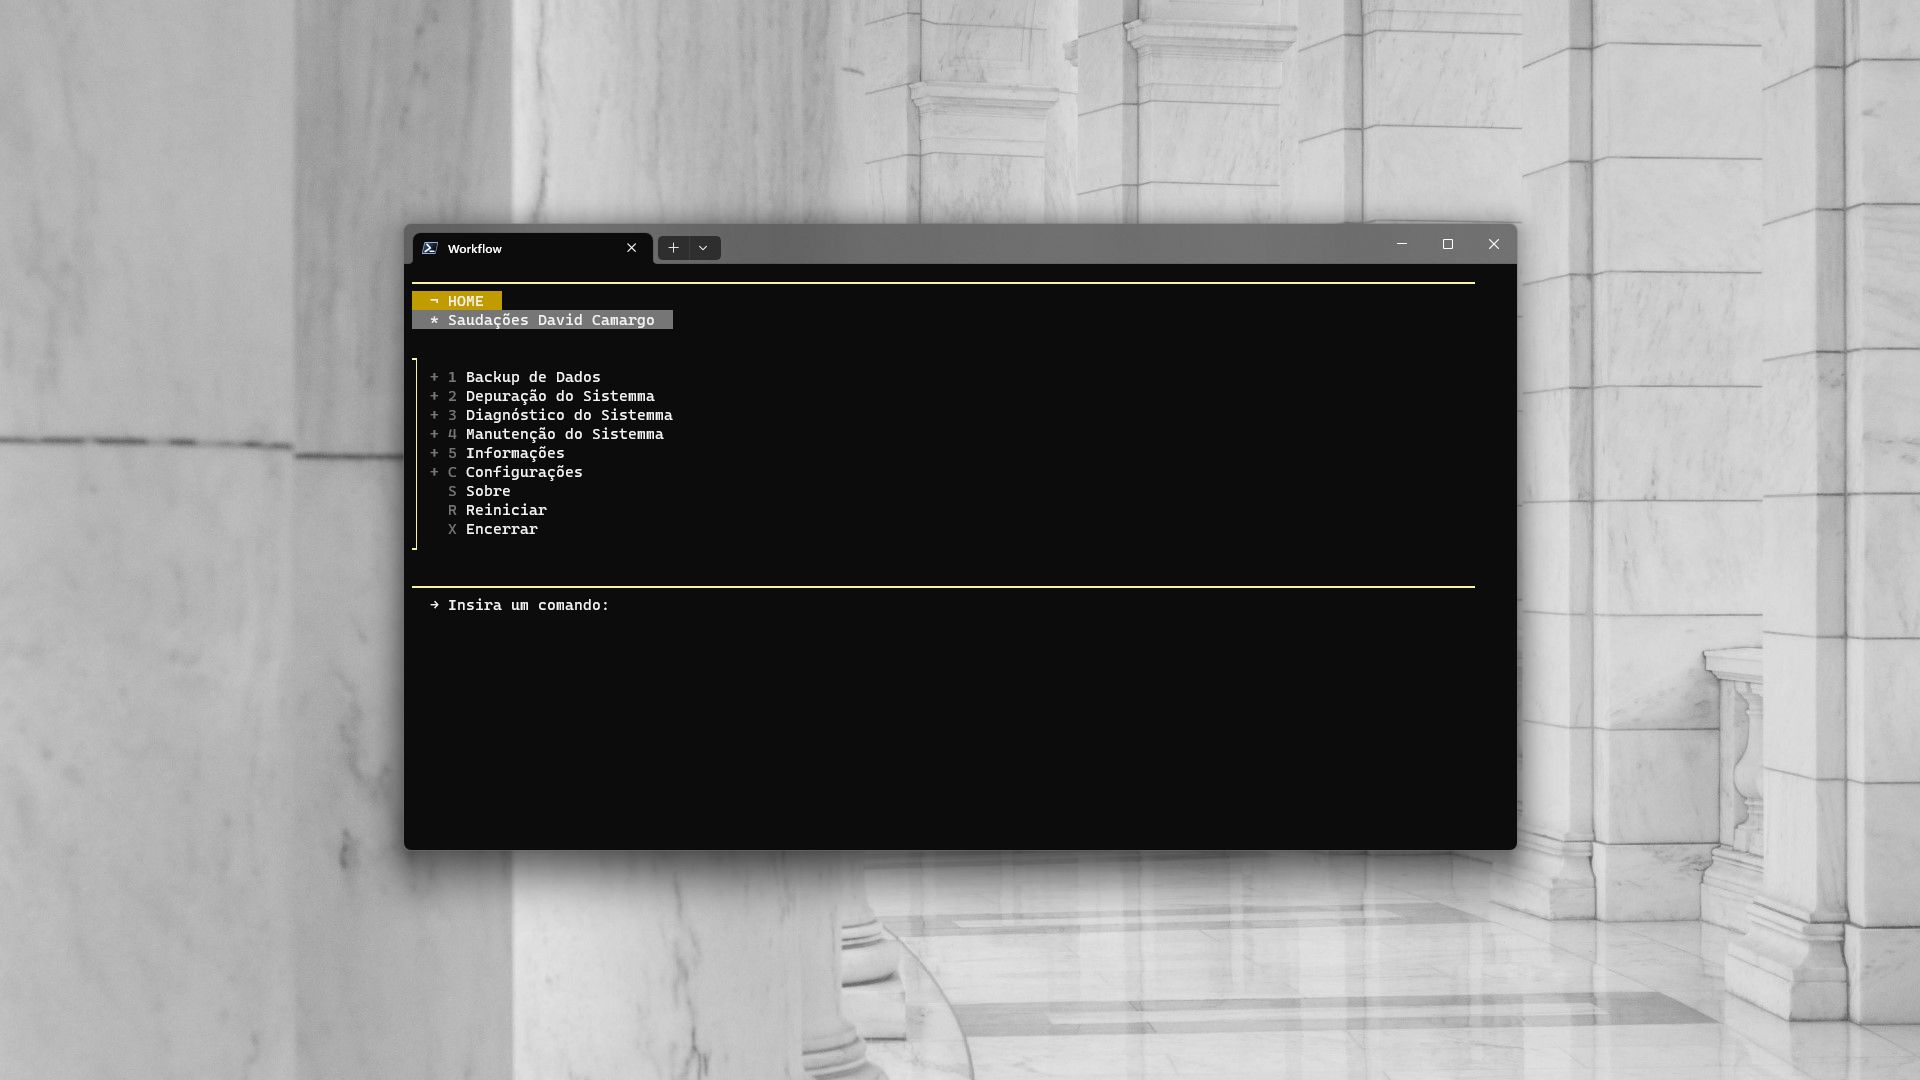 Workflow
¬ HOME
* Saudações David Camargo
+ 1 Backup de Dados
+ 2 Depuração do Sistemma
+ 3 Diagnóstico do Sistemma
+ 4 Manutenção do Sistemma
+ 5 Informações
+ C Configurações
S Sobre
R Reiniciar
X Encerrar
→ Insira um comando: